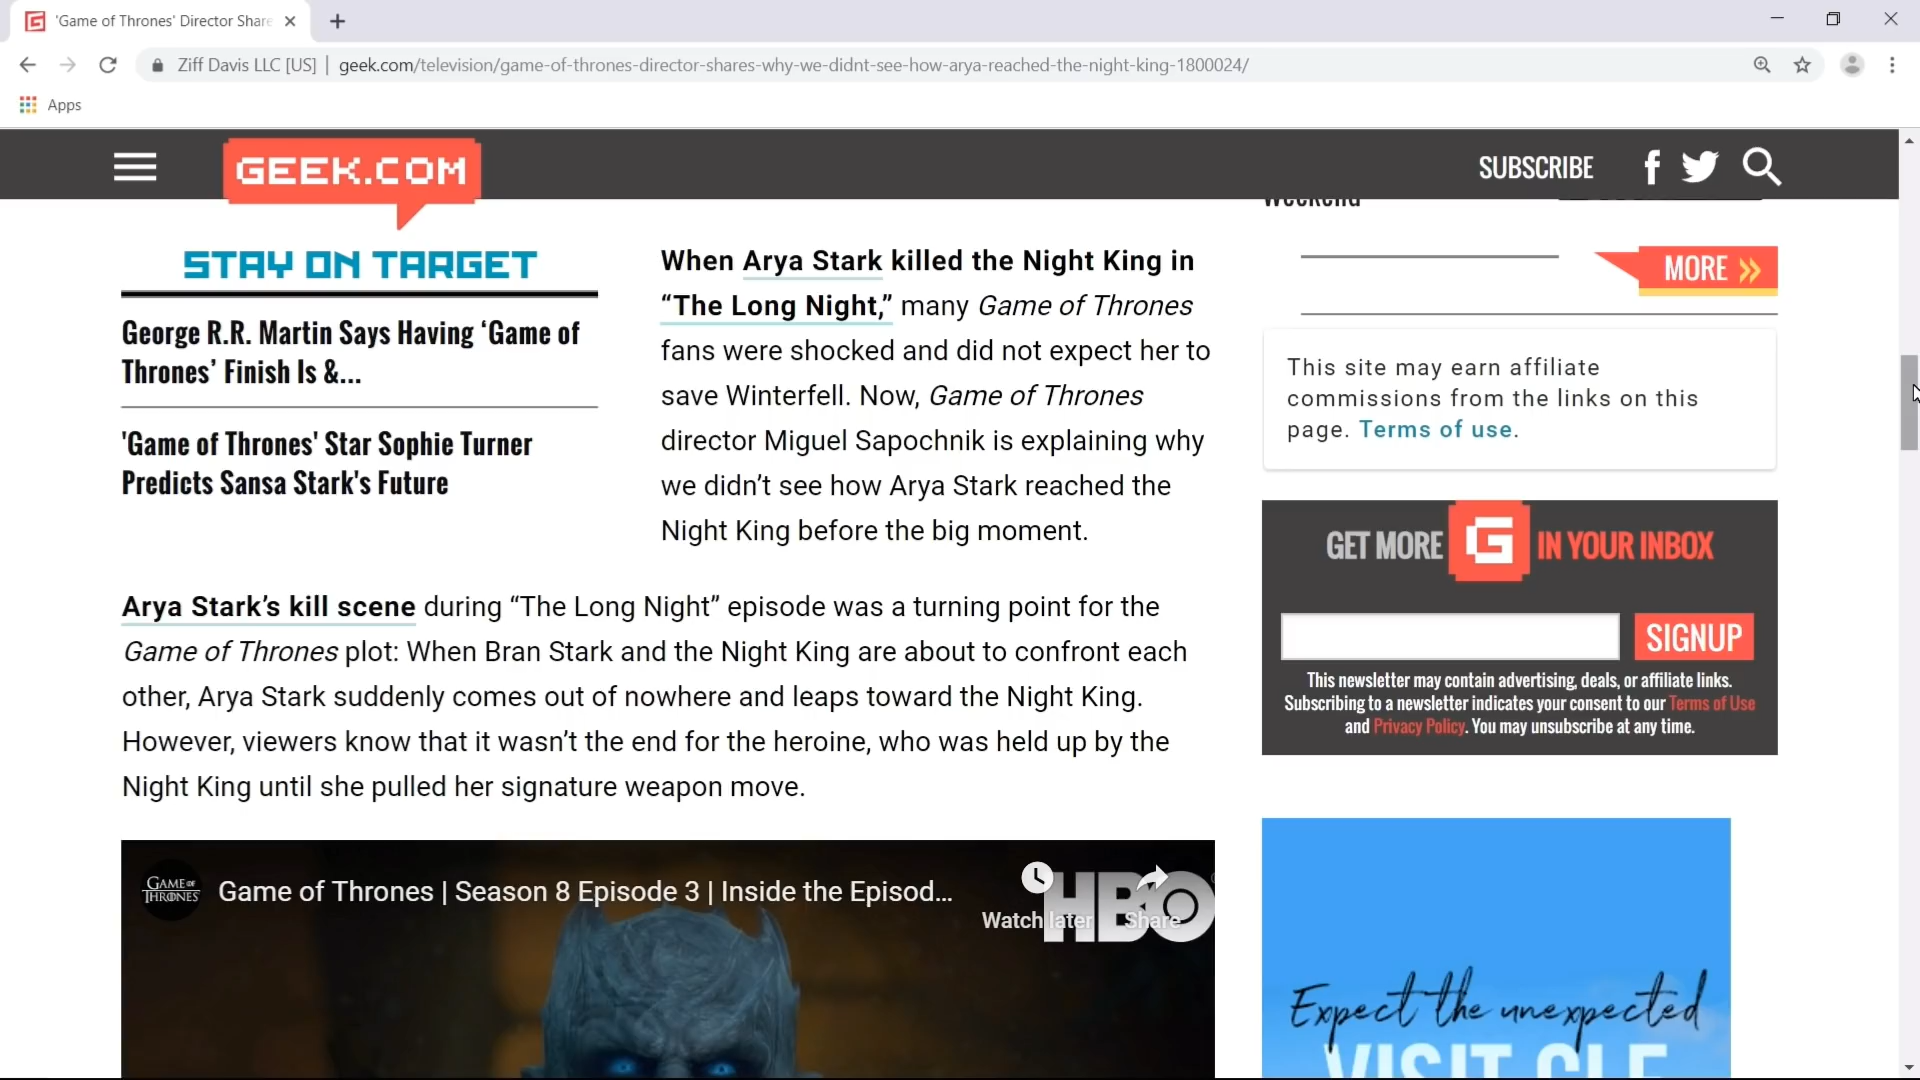 'Game of Thrones' Director Share
Ziff Davis LLC [US] | geek.com/television/game-of-thrones-director-shares-why-we-didnt-see-how-arya-reached-the-night-king-1800024/
Apps
GEEK.COM
SUBSCRIBE
Weekend
STAY ON TARGET
George R.R. Martin Says Having ‘Game of
Thrones’ Finish Is &...
'Game of Thrones' Star Sophie Turner
Predicts Sansa Stark's Future
When Arya Stark killed the Night King in
“The Long Night,” many Game of Thrones
fans were shocked and did not expect her to
save Winterfell. Now, Game of Thrones
director Miguel Sapochnik is explaining why
we didn’t see how Arya Stark reached the
Night King before the big moment.
Arya Stark’s kill scene during “The Long Night” episode was a turning point for the
Game of Thrones plot: When Bran Stark and the Night King are about to confront each
other, Arya Stark suddenly comes out of nowhere and leaps toward the Night King.
However, viewers know that it wasn’t the end for the heroine, who was held up by the
Night King until she pulled her signature weapon move.
GAME OF THRONES
Game of Thrones | Season 8 Episode 3 | Inside the Episod...
Watch later
Share
HBO
MORE »
This site may earn affiliate
commissions from the links on this
page. Terms of use.
GET MORE G IN YOUR INBOX
SIGNUP
This newsletter may contain advertising, deals, or affiliate links.
Subscribing to a newsletter indicates your consent to our Terms of Use
and Privacy Policy. You may unsubscribe at any time.
Expect the unexpected
VISIT CLE